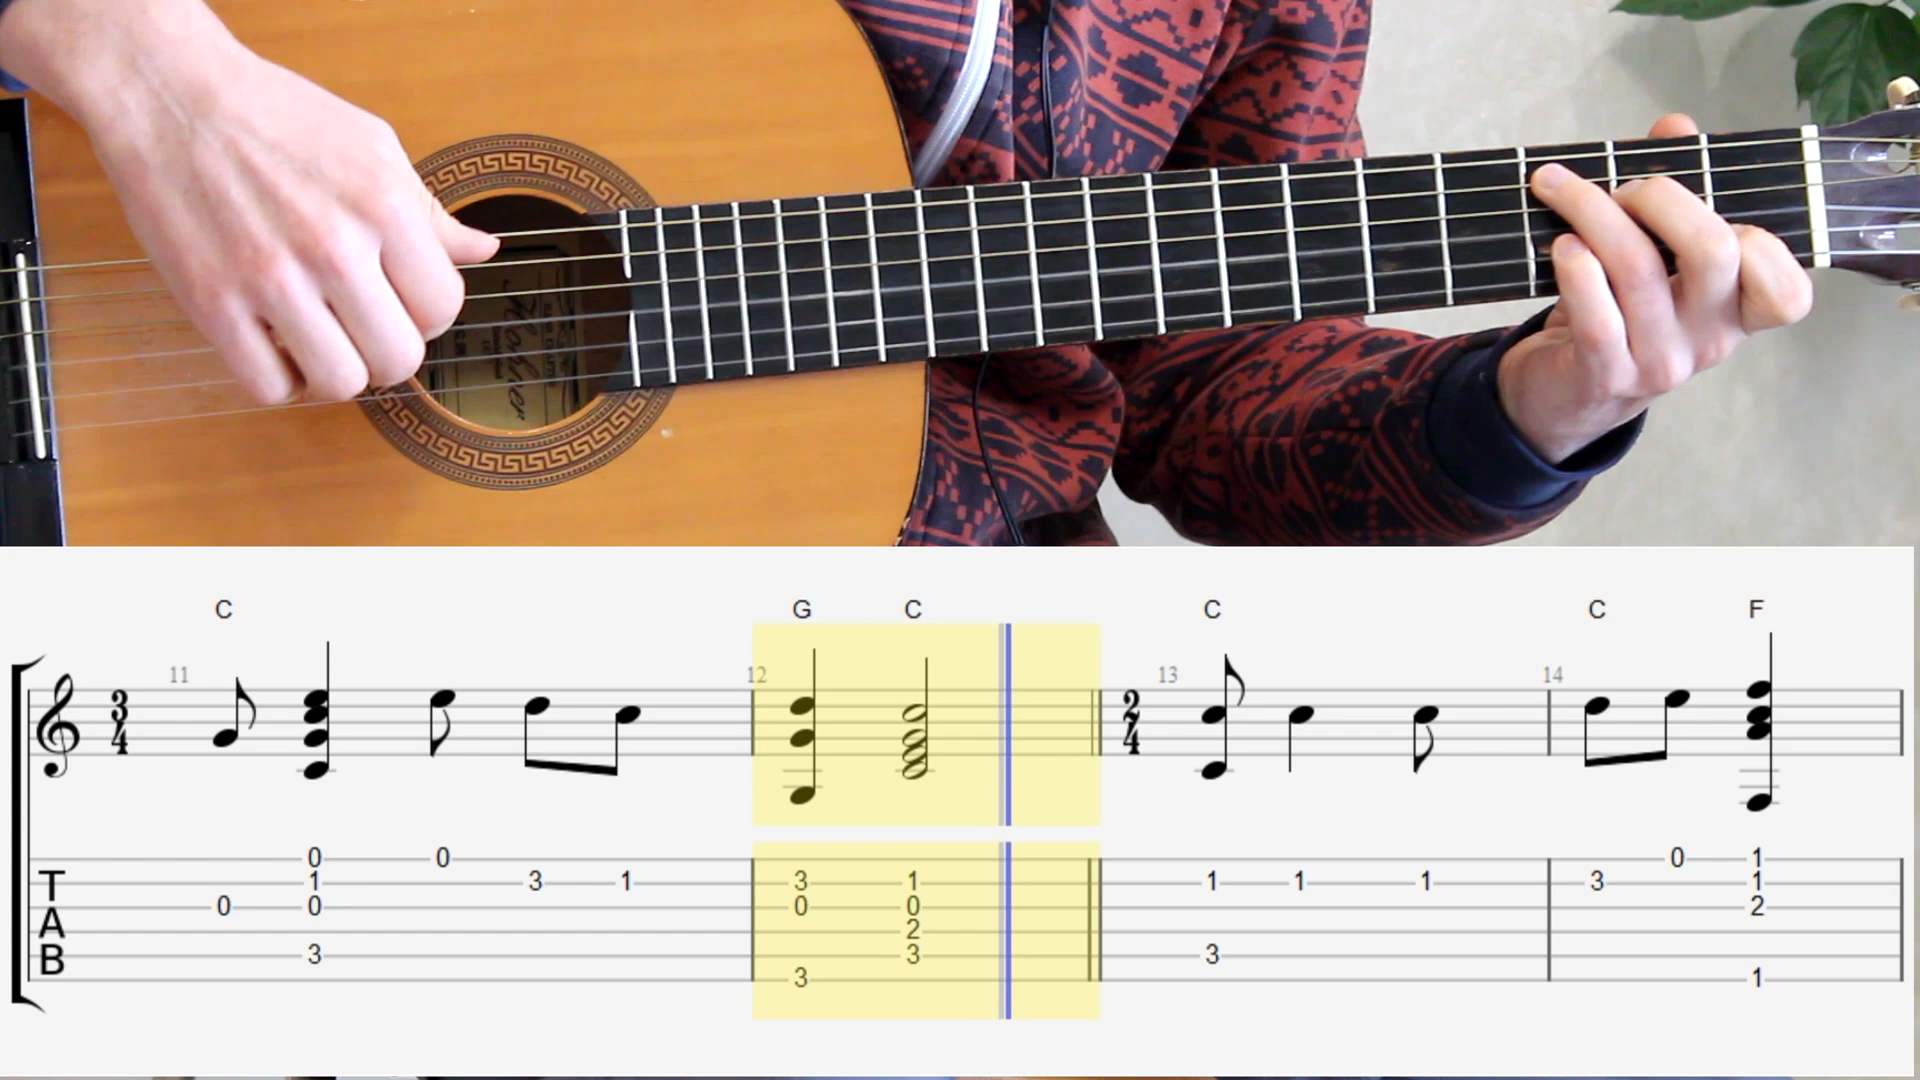 Hohner
C G C C C F
11 12 13 14
3 2
4 4
0 0 0 1
T 1 3 1 3 1 1 1 1 3 1
A 0 0 0 0 2
2
B 3 3 3
3 1